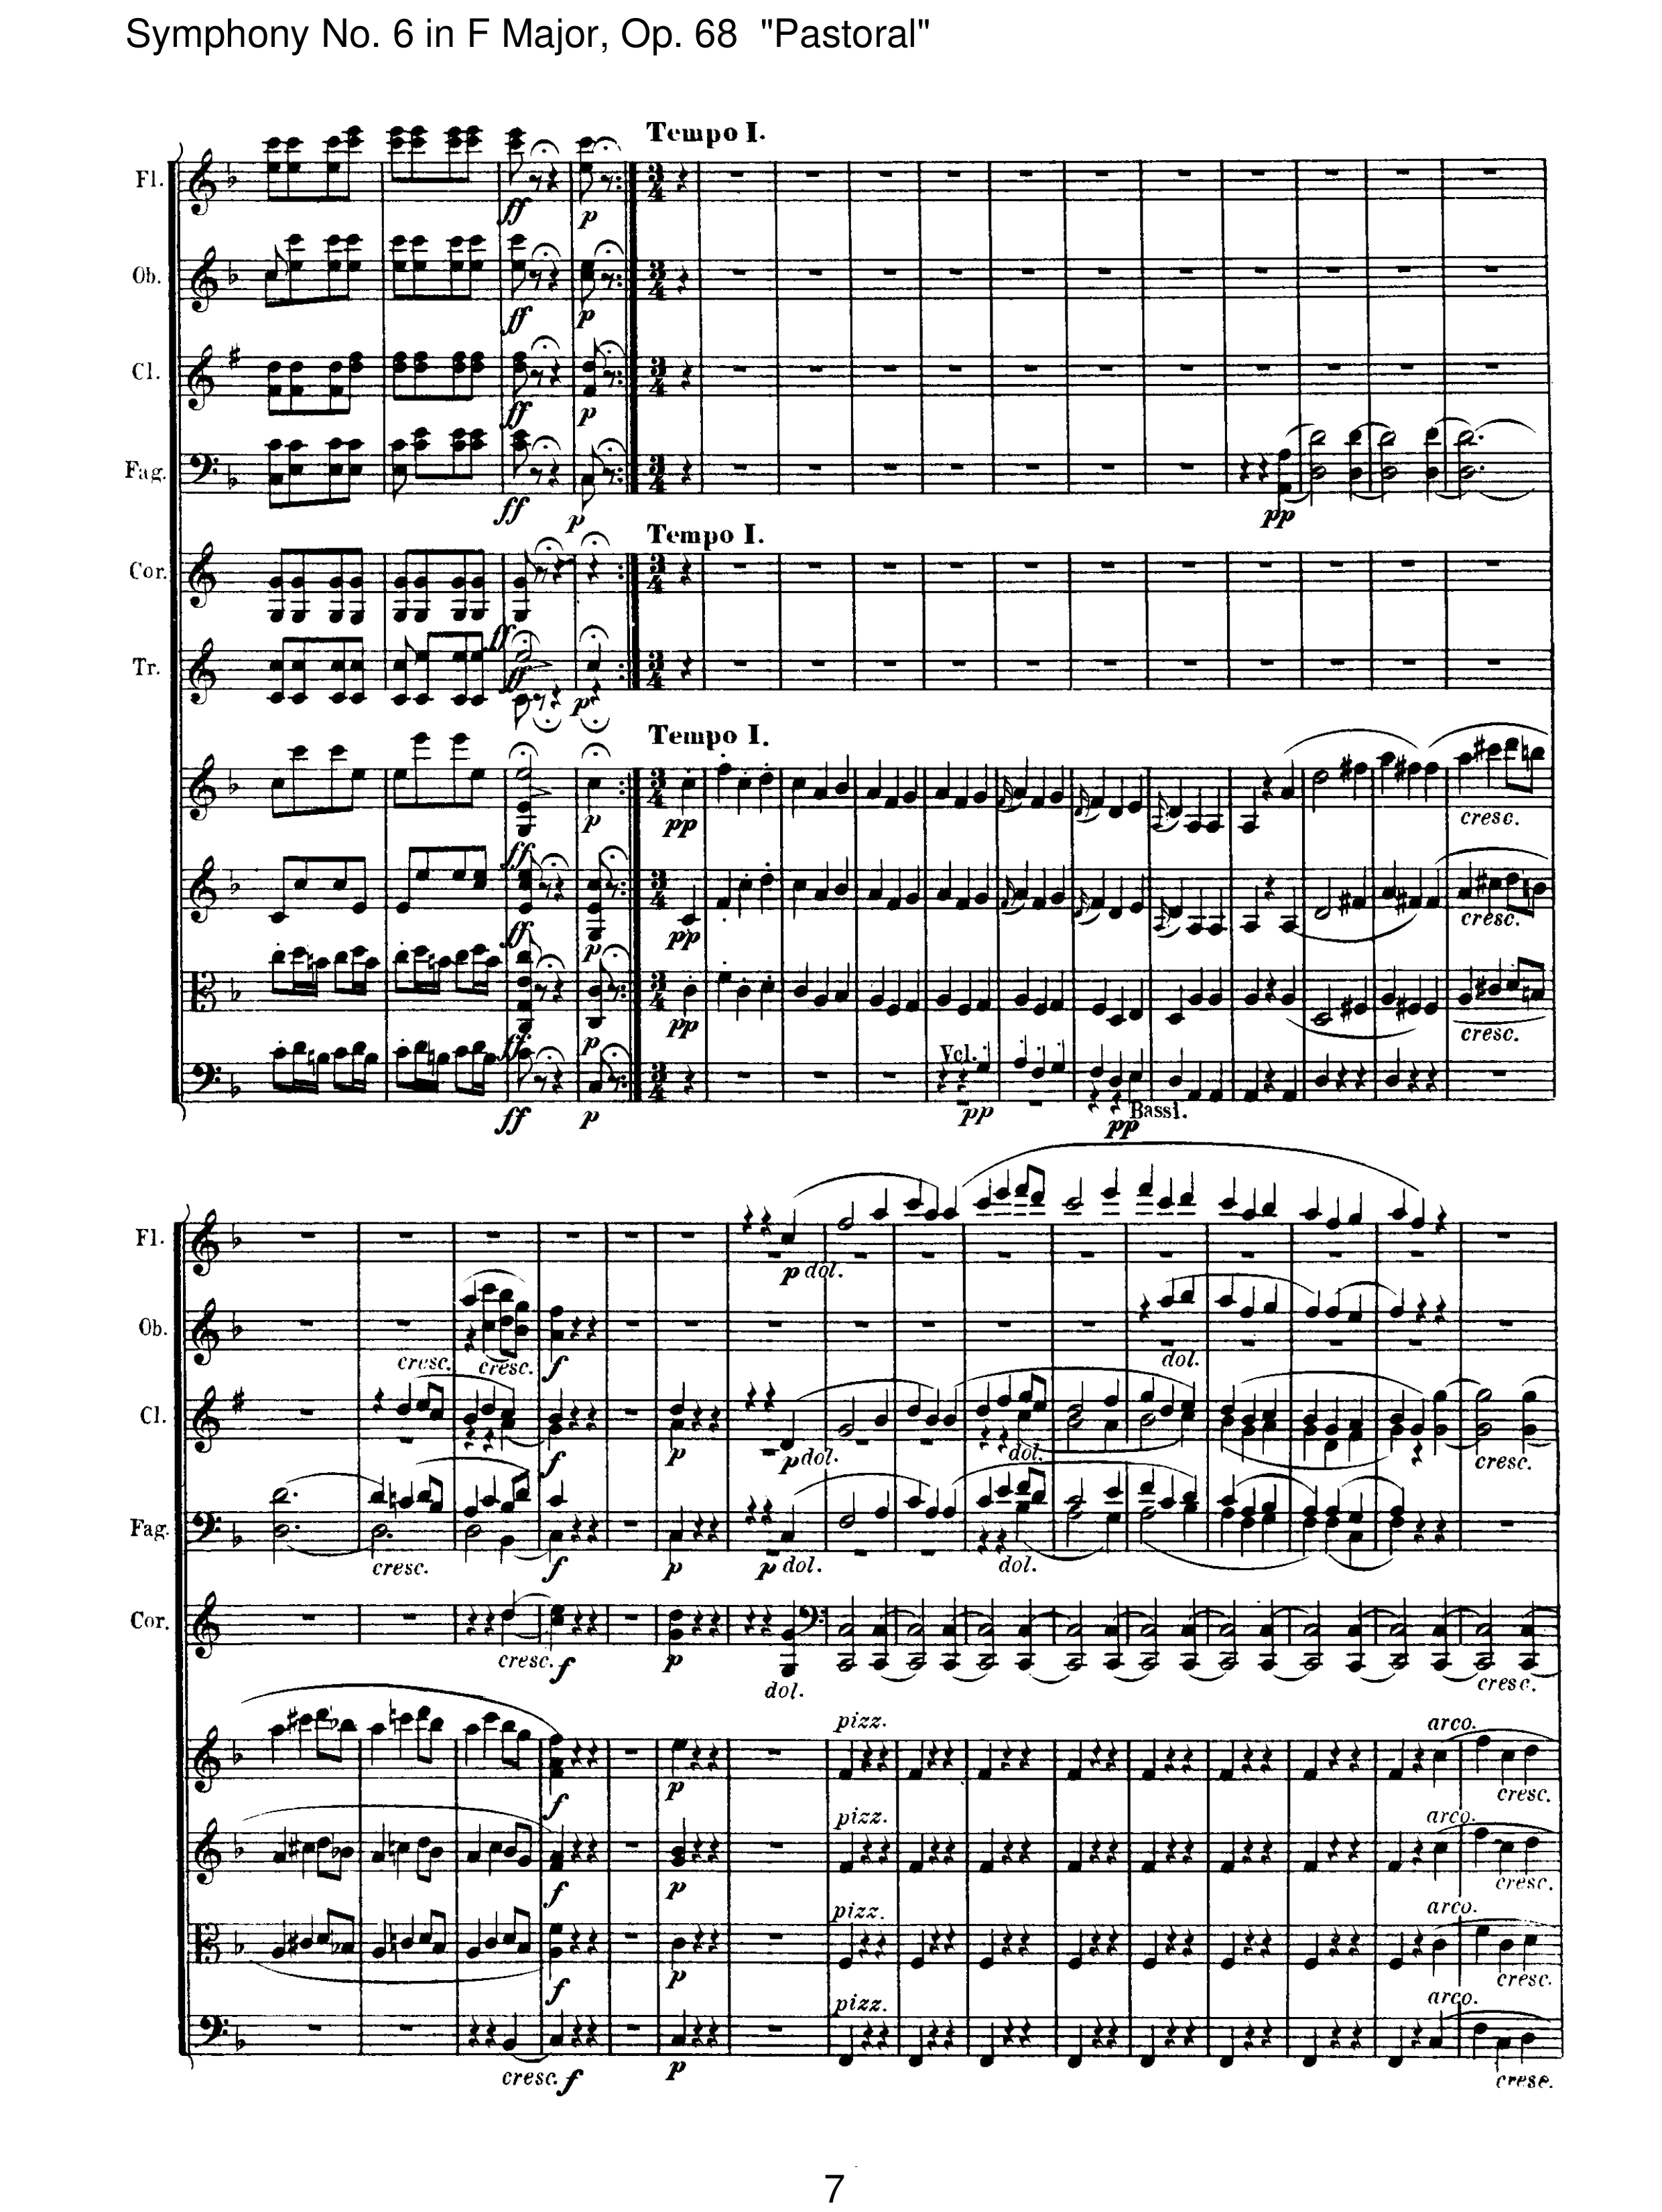 Symphony No. 6 in F Major, Op. 68 "Pastoral"
Tempo I.
Fl.
ff p
Ob.
ff p
Cl.
ff p
Fag.
ff p pp
Tempo I.
Cor.
ff
Tr.
ff p
Tempo I.
ff p pp cresc.
ff p pp cresc.
ff p pp cresc.
Vcl.
ff p pp pp Bassi.
Fl.
p dol.
Ob.
cresc. cresc. f dol.
Cl.
f p p dol. dol. cresc.
Fag.
cresc. f p p dol. dol.
Cor.
cresc. f p dol. cresc.
pizz. arco.
f p cresc.
pizz. arco.
f p cresc.
pizz. arco.
f p cresc.
pizz. arco.
cresc. f p cresc.
7